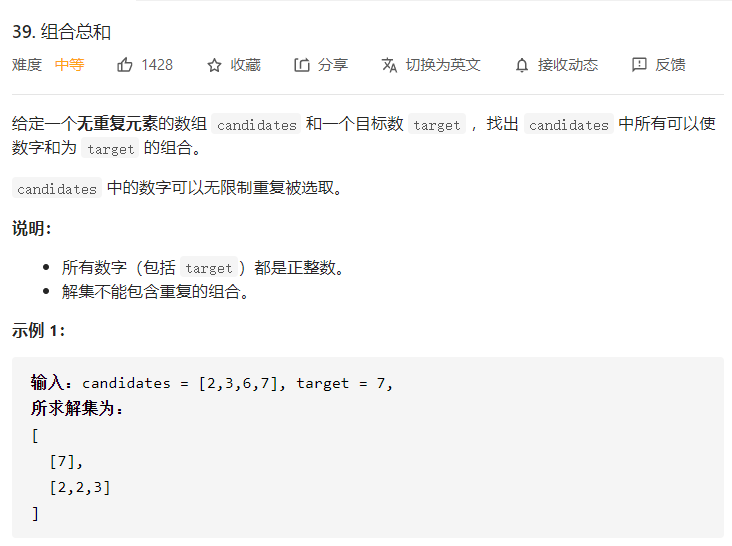 39. 组合总和
难度 中等 1428 收藏 分享 切换为英文 接收动态 反馈
给定一个无重复元素的数组 candidates 和一个目标数 target ，找出 candidates 中所有可以使
数字和为 target 的组合。
candidates 中的数字可以无限制重复被选取。
说明：
所有数字（包括 target）都是正整数。
解集不能包含重复的组合。
示例 1：
输入：candidates = [2,3,6,7], target = 7,
所求解集为：
[
[7],
[2,2,3]
]